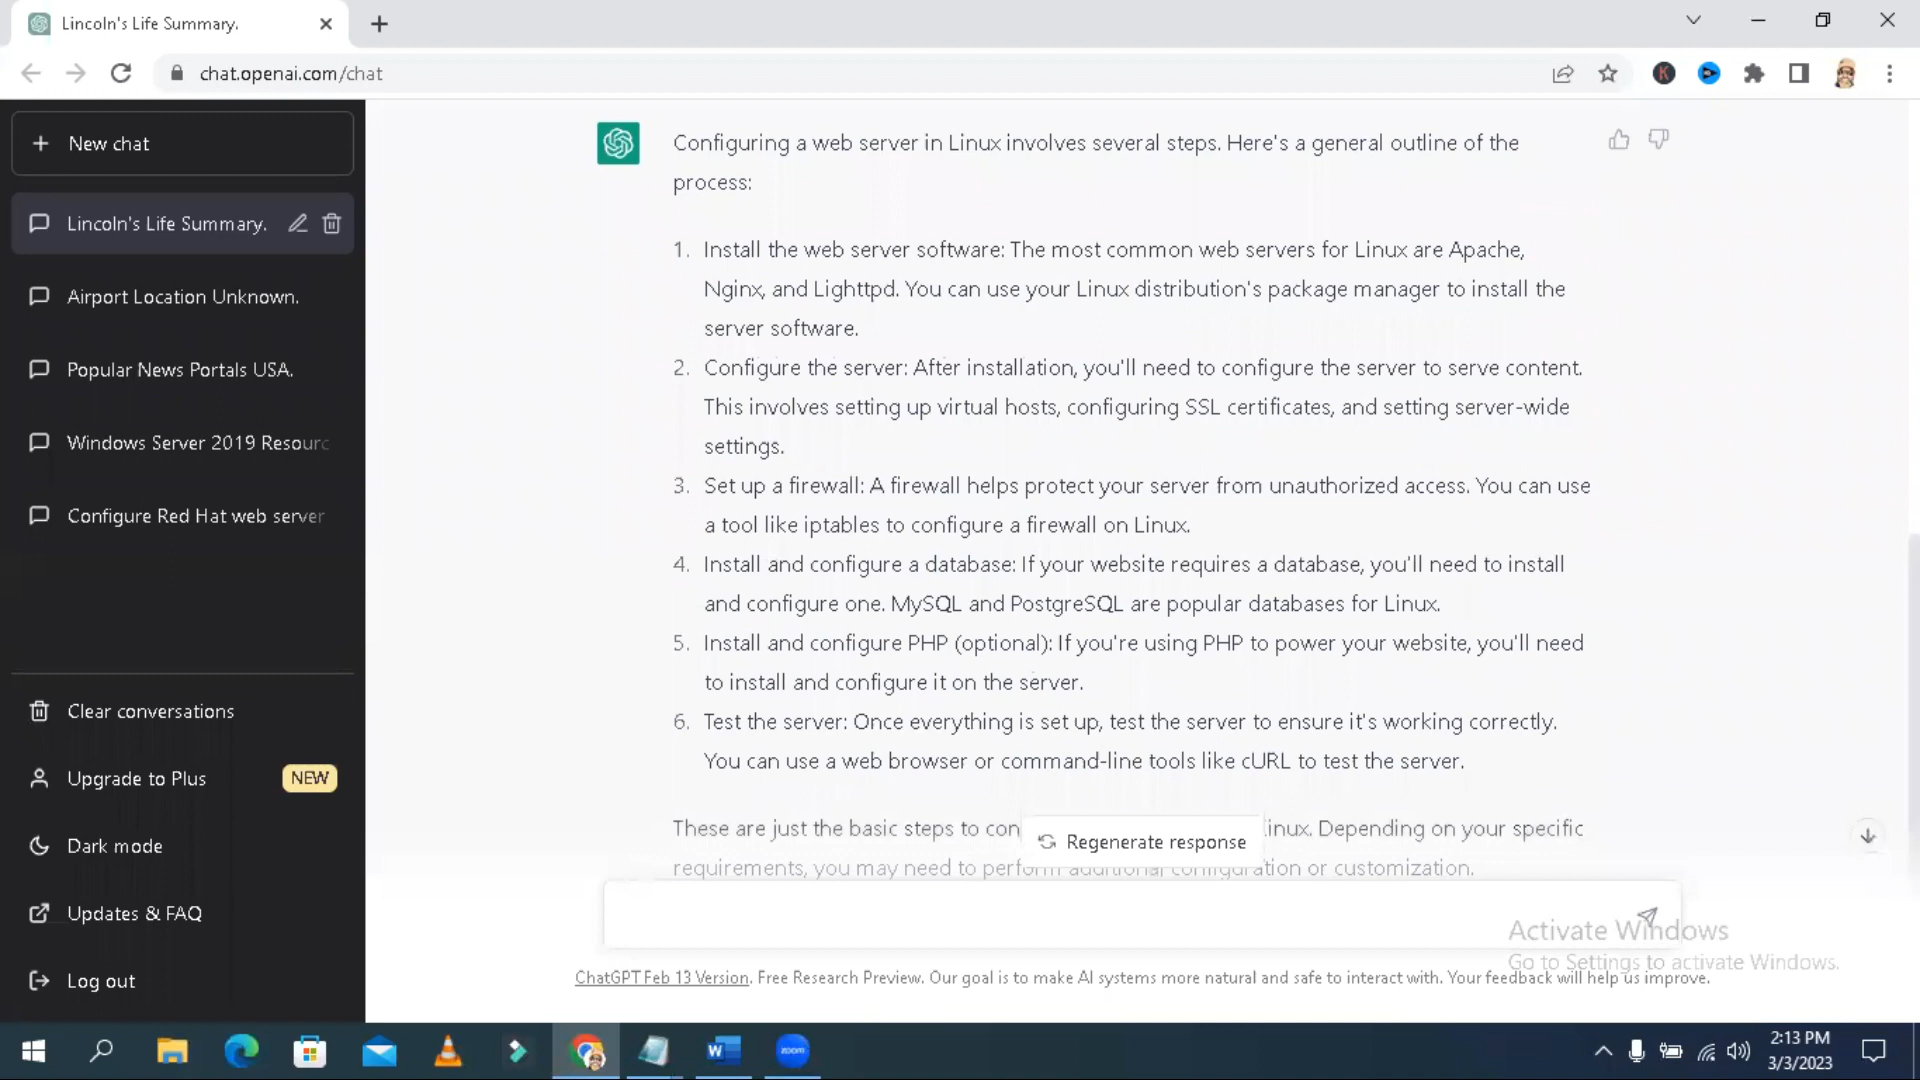 Lincoln's Life Summary.
chat.openai.com/chat
K
New chat
Lincoln's Life Summary.
Airport Location Unknown.
Popular News Portals USA.
Windows Server 2019 Resourc
Configure Red Hat web server
Clear conversations
Upgrade to Plus NEW
Dark mode
Updates & FAQ
Log out
Configuring a web server in Linux involves several steps. Here's a general outline of the
process:
1. Install the web server software: The most common web servers for Linux are Apache,
Nginx, and Lighttpd. You can use your Linux distribution's package manager to install the
server software.
2. Configure the server: After installation, you'll need to configure the server to serve content.
This involves setting up virtual hosts, configuring SSL certificates, and setting server-wide
settings.
3. Set up a firewall: A firewall helps protect your server from unauthorized access. You can use
a tool like iptables to configure a firewall on Linux.
4. Install and configure a database: If your website requires a database, you'll need to install
and configure one. MySQL and PostgreSQL are popular databases for Linux.
5. Install and configure PHP (optional): If you're using PHP to power your website, you'll need
to install and configure it on the server.
6. Test the server: Once everything is set up, test the server to ensure it's working correctly.
You can use a web browser or command-line tools like cURL to test the server.
These are just the basic steps to con inux. Depending on your specific
Regenerate response
requirements, you may need to perform additional configuration or customization.
Activate Windows
Go to Settings to activate Windows.
ChatGPT Feb 13 Version. Free Research Preview. Our goal is to make AI systems more natural and safe to interact with. Your feedback will help us improve.
W
zoom
2:13 PM
3/3/2023